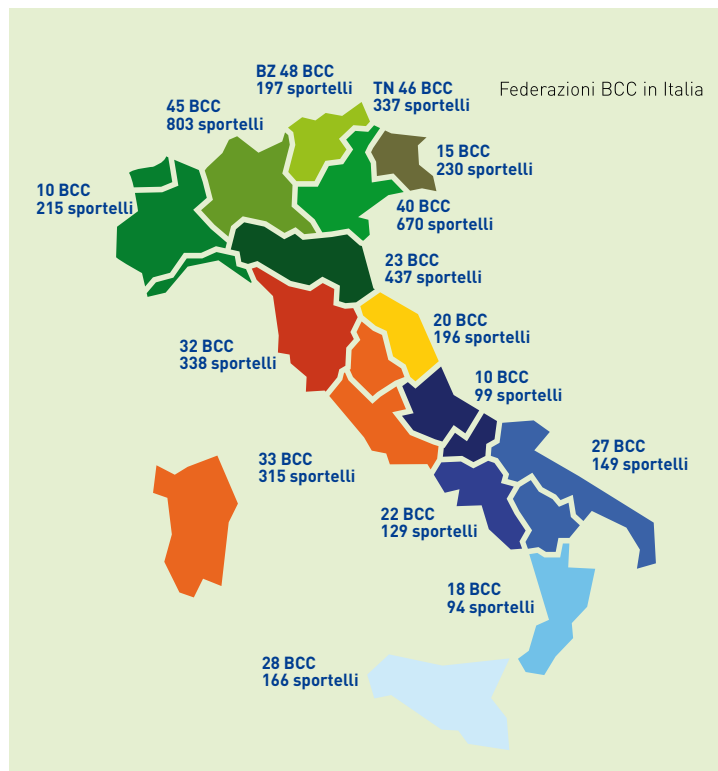 Federazioni BCC in Italia
BZ 48 BCC
197 sportelli
TN 46 BCC
337 sportelli
45 BCC
803 sportelli
15 BCC
230 sportelli
10 BCC
215 sportelli
40 BCC
670 sportelli
23 BCC
437 sportelli
20 BCC
196 sportelli
32 BCC
338 sportelli
10 BCC
99 sportelli
27 BCC
149 sportelli
33 BCC
315 sportelli
22 BCC
129 sportelli
18 BCC
94 sportelli
28 BCC
166 sportelli